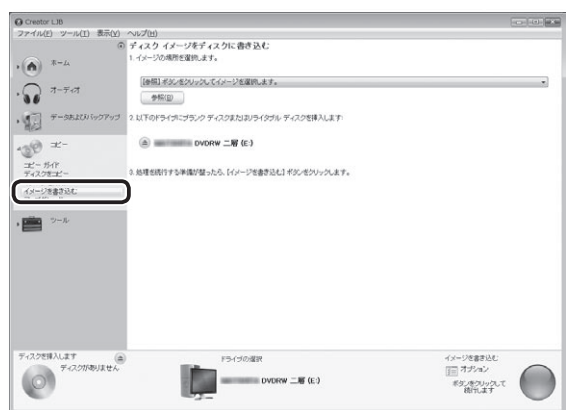 Creator LJB
ファイル(F) ツール(T) 表示(V) ヘルプ(H)
ホーム
オーディオ
データおよびバックアップ
コピー
コピー ガイド
ディスクをコピー
イメージを書き込む
ツール
ディスク イメージをディスクに書き込む
1. イメージの場所を選択します。
[参照] ボタンをクリックしてイメージを選択します。
参照(B)
2. 以下のドライブにブランク ディスクまたはリライタブル ディスクを挿入します:
DVDRW 二層 (E:)
3. 処理を続行する準備が整ったら、[イメージを書き込む] ボタンをクリックします。
ディスクを挿入します
ディスクがありません
ドライブの選択
DVDRW 二層 (E:)
イメージを書き込む
オプション
ボタンをクリックして
続行します